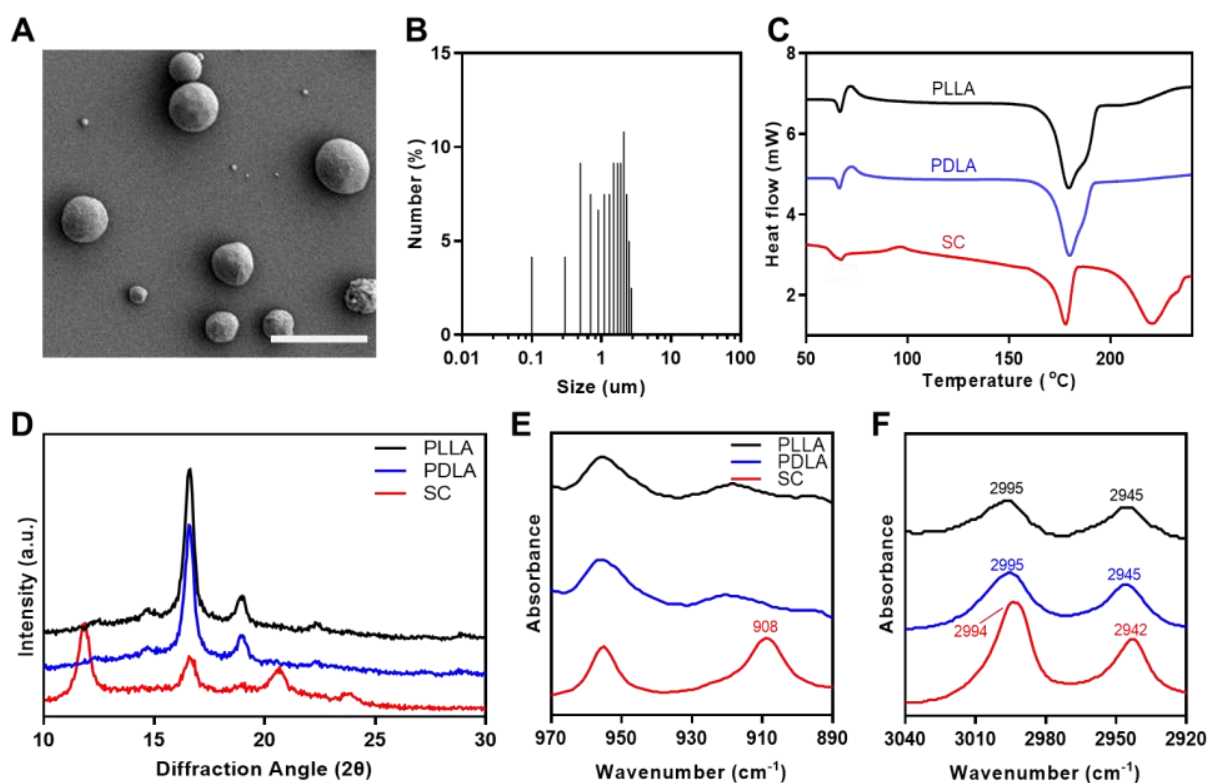 A
B
15
10
5
0
Number (%)
0.01 0.1 1 10 100
Size (um)
C
8
6
4
2
Heat flow (mW)
PLLA
PDLA
SC
50 100 150 200
Temperature (°C)
D
PLLA
PDLA
SC
Intensity (a.u.)
10 15 20 25 30
Diffraction Angle (2θ)
E
PLLA
PDLA
SC
908
Absorbance
970 950 930 910 890
Wavenumber (cm⁻¹)
F
2995 2945
2995 2945
2994 2942
Absorbance
3040 3010 2980 2950 2920
Wavenumber (cm⁻¹)